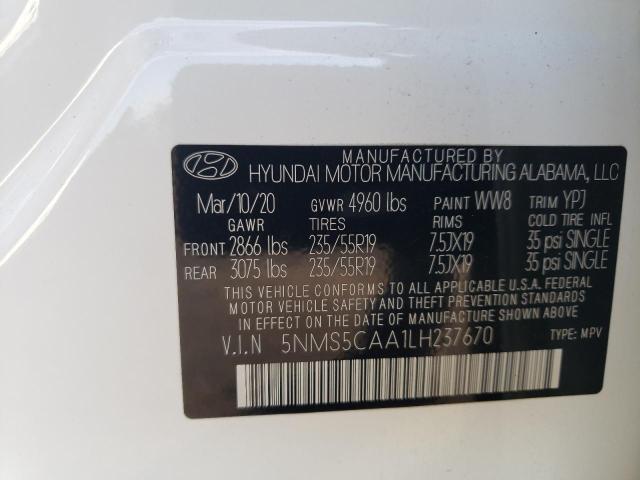 MANUFACTURED BY
HYUNDAI MOTOR MANUFACTURING ALABAMA, LLC
Mar/10/20 GVWR 4960 lbs PAINT WW8 TRIM YPJ
GAWR TIRES RIMS COLD TIRE INFL
FRONT 2866 lbs 235/55R19 7.5JX19 35 psi SINGLE
REAR 3075 lbs 235/55R19 7.5JX19 35 psi SINGLE
THIS VEHICLE CONFORMS TO ALL APPLICABLE U.S.A. FEDERAL
MOTOR VEHICLE SAFETY AND THEFT PREVENTION STANDARDS
IN EFFECT ON THE DATE OF MANUFACTURE SHOWN ABOVE.
V.I.N 5NMS5CAA1LH237670 TYPE: MPV